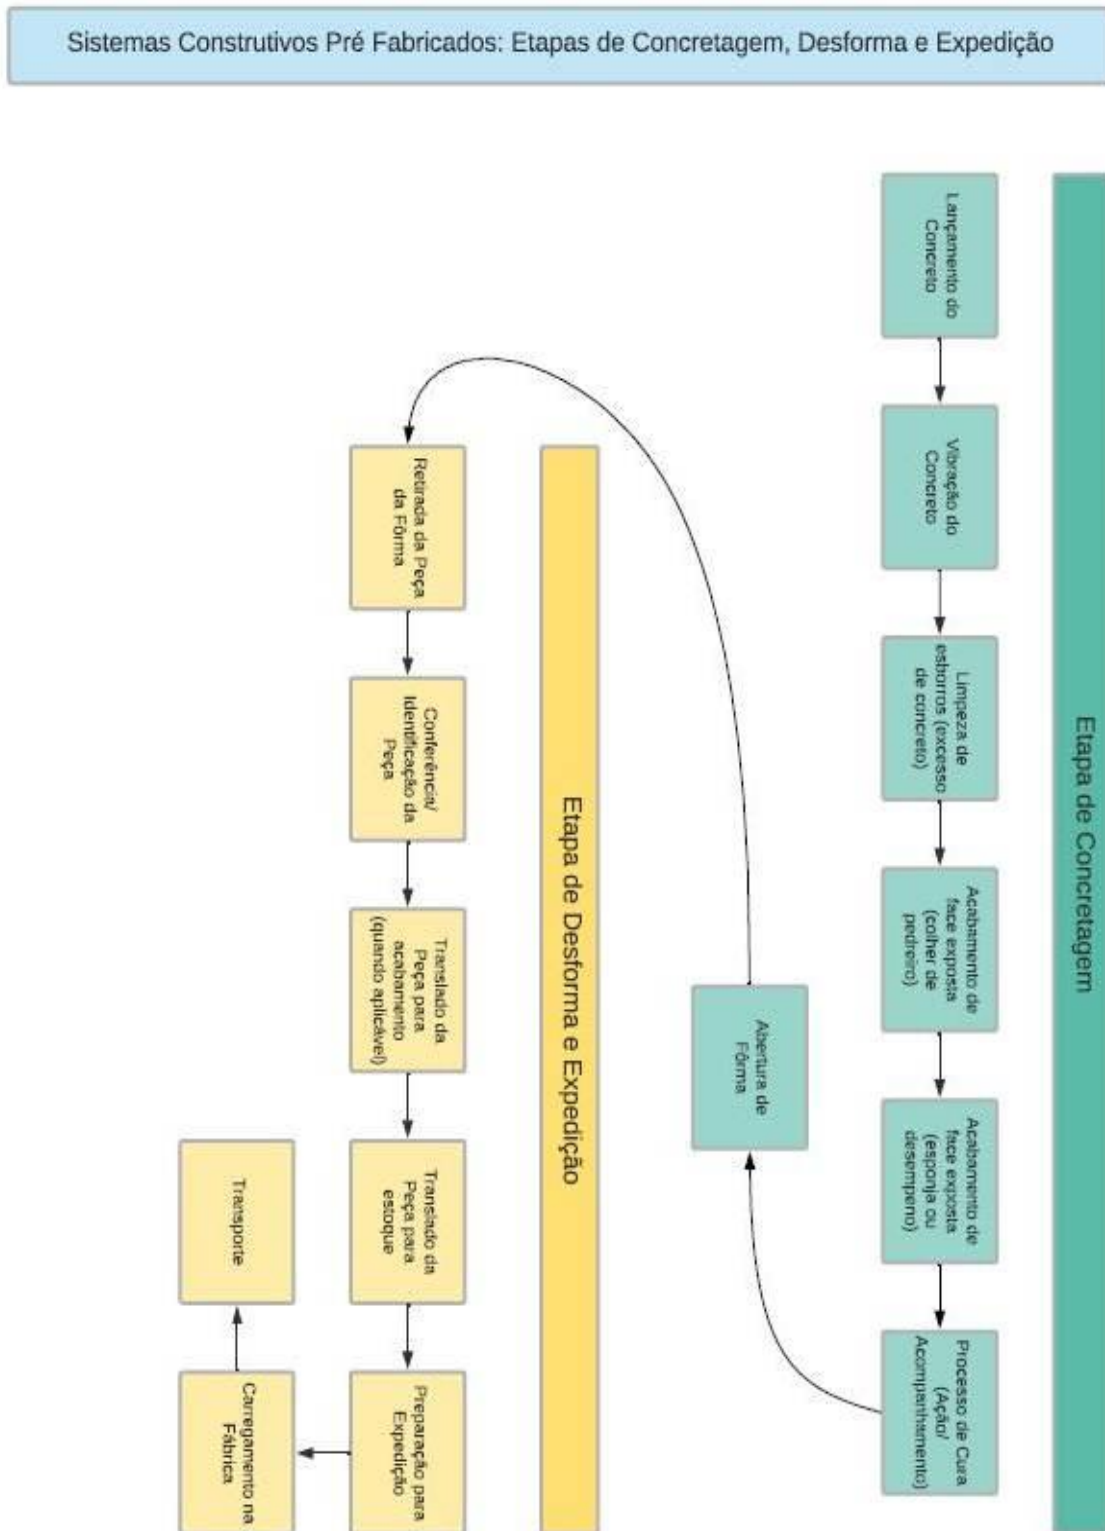 Sistemas Construtivos Pré Fabricados: Etapas de Concretagem, Desforma e Expedição
Etapa de Concretagem
Lançamento do
Concreto
Vibração do
Concreto
Limpeza de
esborros (excesso
de concreto)
Acabamento de
face exposta
(colher de
pedreiro)
Acabamento de
face exposta
(esponja ou
desempeno)
Processo de Cura
(Ação/
Acompanhamento)
Abertura de
Fôrma
Etapa de Desforma e Expedição
Retirada da Peça
da Fôrma
Conferência/
Identificação da
Peça
Translado da
Peça para
acabamento
(quando aplicável)
Translado da
Peça para
estoque
Preparação para
Expedição
Carregamento na
Fábrica
Transporte